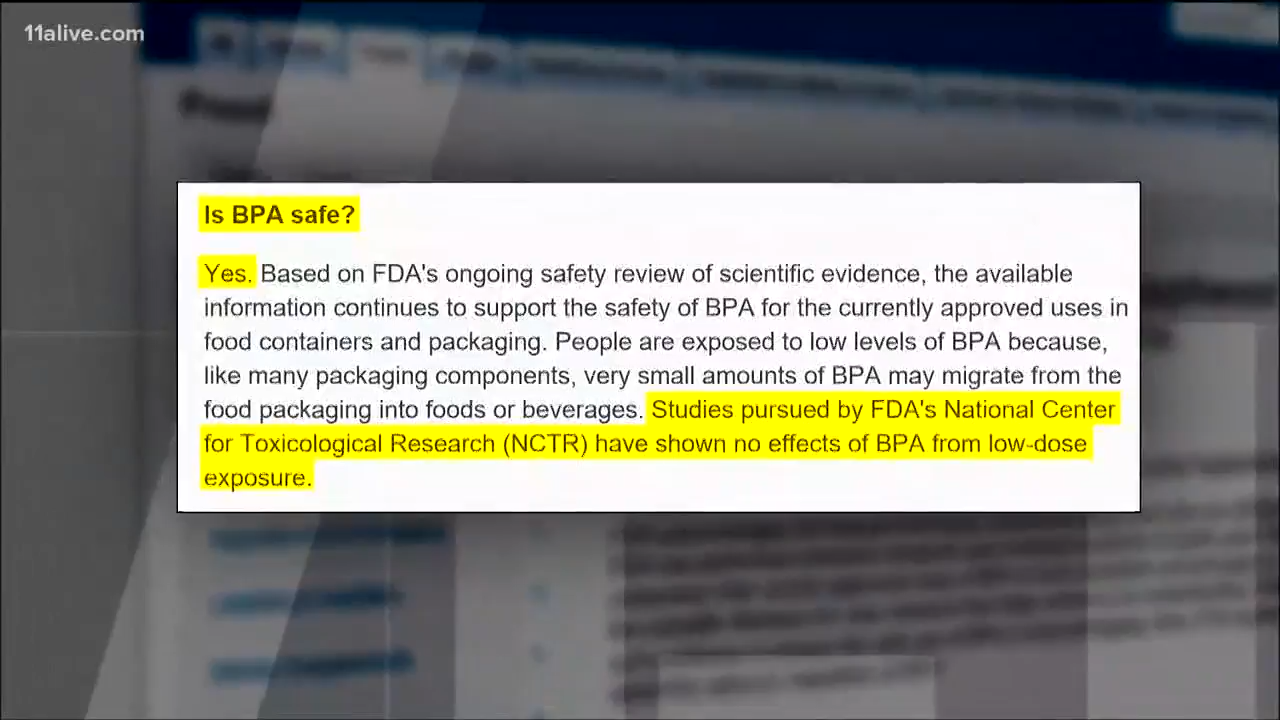 11alive.com
Is BPA safe?
Yes. Based on FDA's ongoing safety review of scientific evidence, the available
information continues to support the safety of BPA for the currently approved uses in
food containers and packaging. People are exposed to low levels of BPA because,
like many packaging components, very small amounts of BPA may migrate from the
food packaging into foods or beverages. Studies pursued by FDA's National Center
for Toxicological Research (NCTR) have shown no effects of BPA from low-dose
exposure.